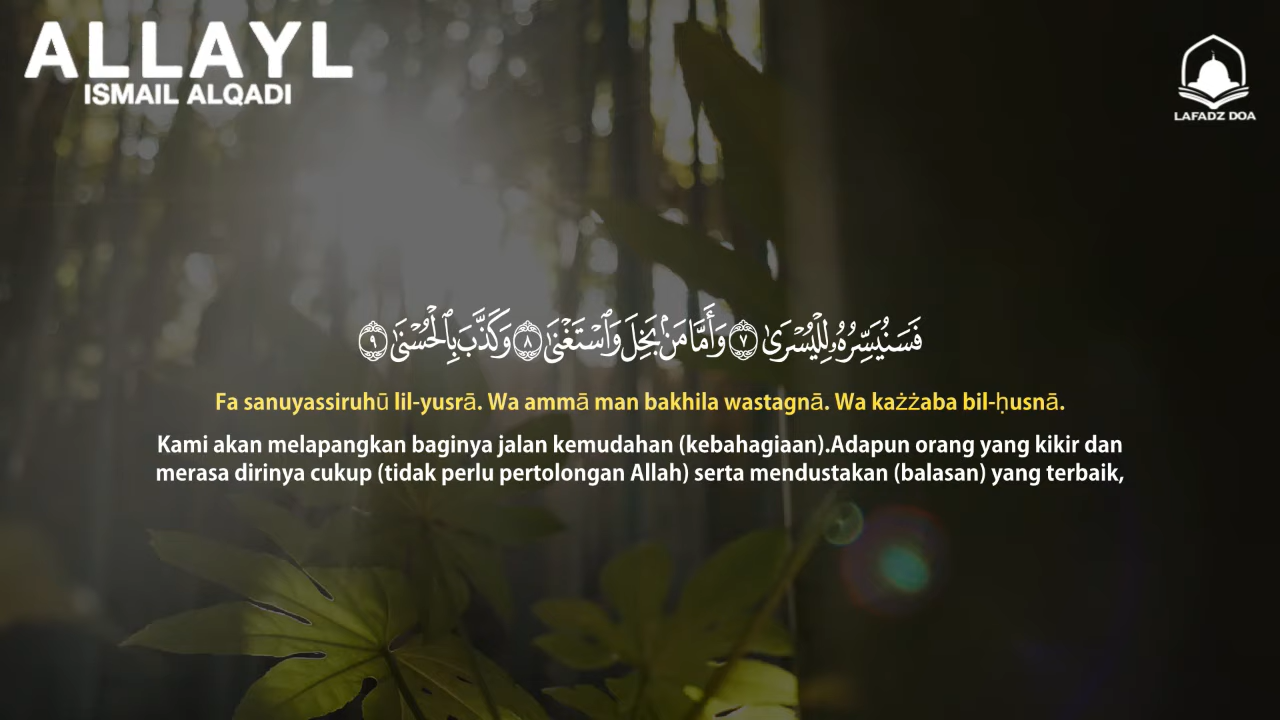 ALLAYL
ISMAIL ALQADI
LAFADZ DOA
فَسَنُيَسِّرُهُۥ لِلْيُسْرَىٰ ٧ وَأَمَّا مَنۢ بَخِلَ وَٱسْتَغْنَىٰ ٨ وَكَذَّبَ بِٱلْحُسْنَىٰ ٩
Fa sanuyassiruhū lil-yusrā. Wa ammā man bakhila wastagnā. Wa każżaba bil-ḥusnā.
Kami akan melapangkan baginya jalan kemudahan (kebahagiaan).Adapun orang yang kikir dan
merasa dirinya cukup (tidak perlu pertolongan Allah) serta mendustakan (balasan) yang terbaik,